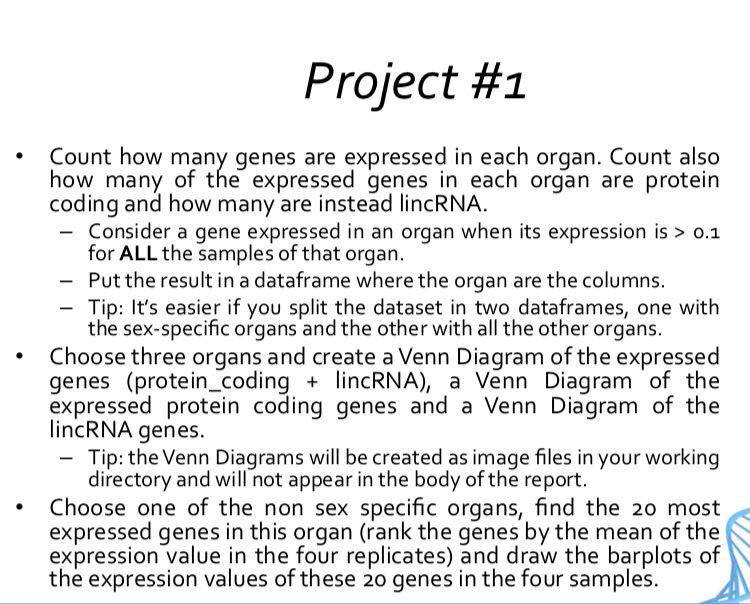 Project #1
• Count how many genes are expressed in each organ. Count also
how many of the expressed genes in each organ are protein
coding and how many are instead lincRNA.
– Consider a gene expressed in an organ when its expression is > 0.1
for ALL the samples of that organ.
– Put the result in a dataframe where the organ are the columns.
– Tip: It's easier if you split the dataset in two dataframes, one with
the sex-specific organs and the other with all the other organs.
• Choose three organs and create a Venn Diagram of the expressed
genes (protein_coding + lincRNA), a Venn Diagram of the
expressed protein coding genes and a Venn Diagram of the
lincRNA genes.
– Tip: the Venn Diagrams will be created as image files in your working
directory and will not appear in the body of the report.
• Choose one of the non sex specific organs, find the 20 most
expressed genes in this organ (rank the genes by the mean of the
expression value in the four replicates) and draw the barplots of
the expression values of these 20 genes in the four samples.